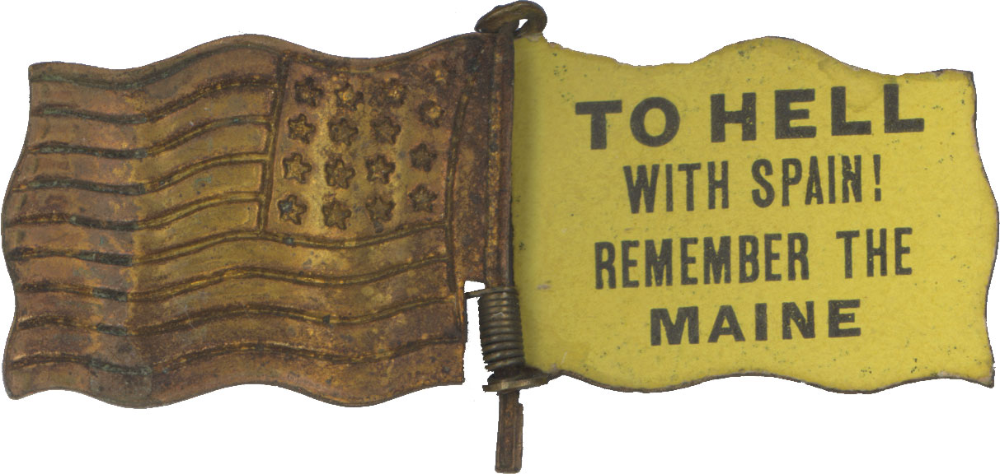 TO HELL
WITH SPAIN!
REMEMBER THE
MAINE